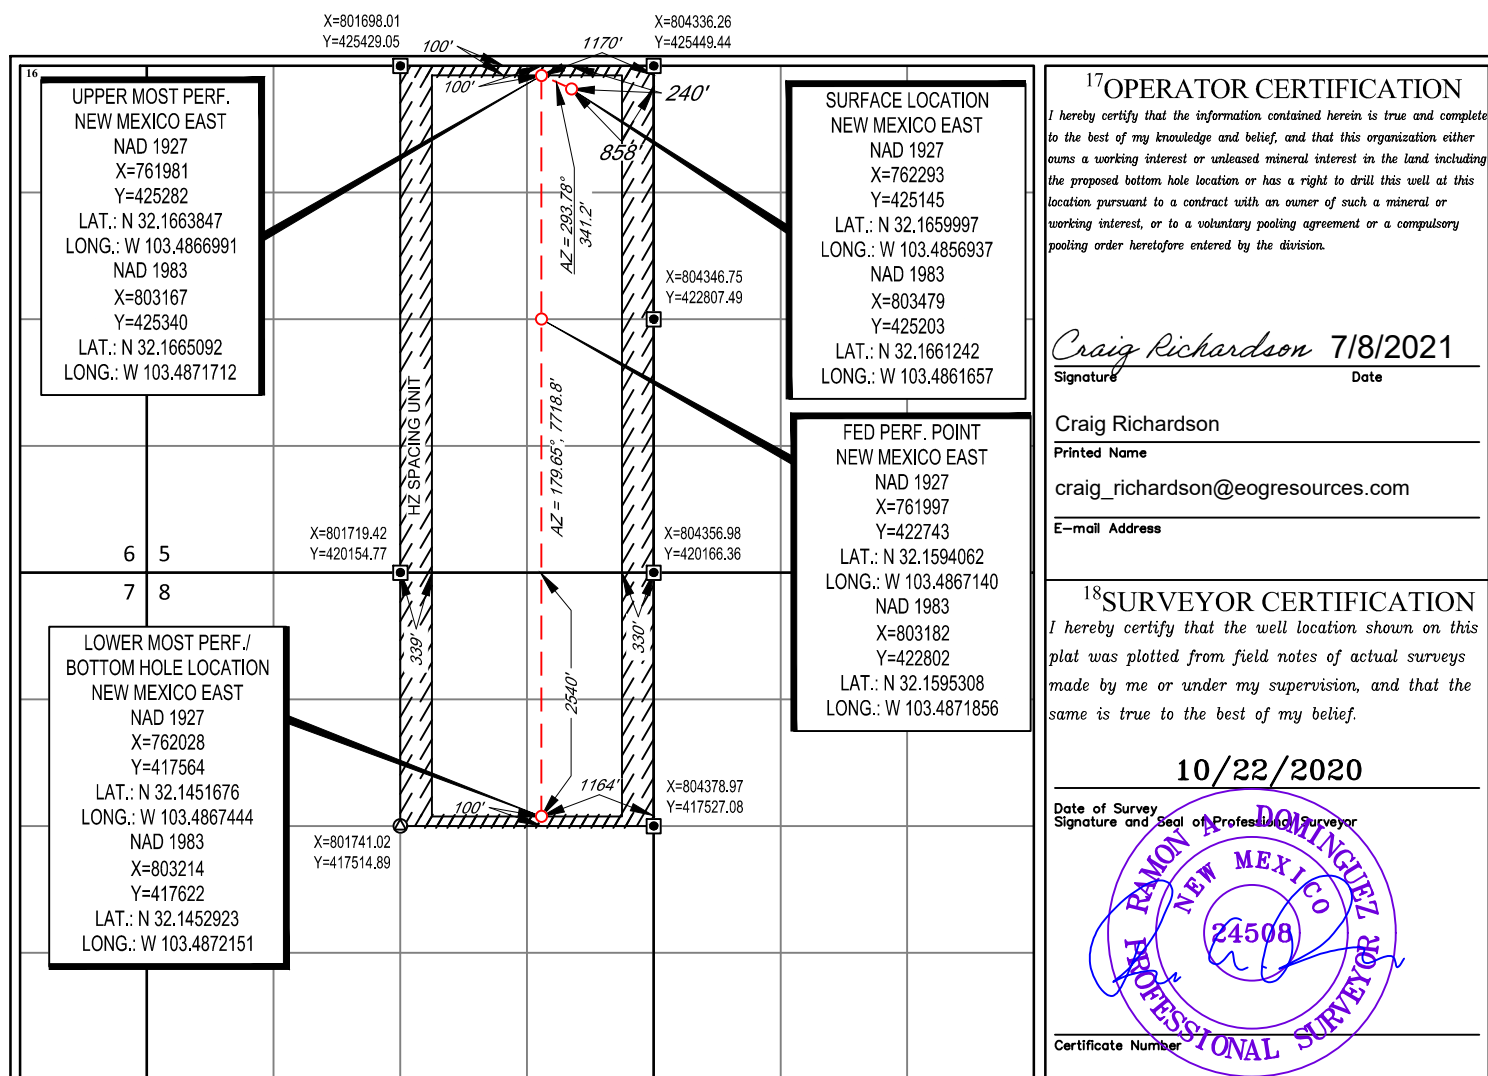 X=801698.01
Y=425429.05
X=804336.26
Y=425449.44
100'
1170'
16
100'
240'
858'
UPPER MOST PERF.
NEW MEXICO EAST
NAD 1927
X=761981
Y=425282
LAT.: N 32.1663847
LONG.: W 103.4866991
NAD 1983
X=803167
Y=425340
LAT.: N 32.1665092
LONG.: W 103.4871712
AZ = 293.78°
341.2'
SURFACE LOCATION
NEW MEXICO EAST
NAD 1927
X=762293
Y=425145
LAT.: N 32.1659997
LONG.: W 103.4856937
NAD 1983
X=803479
Y=425203
LAT.: N 32.1661242
LONG.: W 103.4861657
X=804346.75
Y=422807.49
HZ SPACING UNIT
AZ = 179.65°, 7718.8'
FED PERF. POINT
NEW MEXICO EAST
NAD 1927
X=761997
Y=422743
LAT.: N 32.1594062
LONG.: W 103.4867140
NAD 1983
X=803182
Y=422802
LAT.: N 32.1595308
LONG.: W 103.4871856
X=801719.42
Y=420154.77
X=804356.98
Y=420166.36
6 5
7 8
339'
330'
2540'
LOWER MOST PERF./
BOTTOM HOLE LOCATION
NEW MEXICO EAST
NAD 1927
X=762028
Y=417564
LAT.: N 32.1451676
LONG.: W 103.4867444
NAD 1983
X=803214
Y=417622
LAT.: N 32.1452923
LONG.: W 103.4872151
100'
1164'
X=804378.97
Y=417527.08
X=801741.02
Y=417514.89
17OPERATOR CERTIFICATION
I hereby certify that the information contained herein is true and complete
to the best of my knowledge and belief, and that this organization either
owns a working interest or unleased mineral interest in the land including
the proposed bottom hole location or has a right to drill this well at this
location pursuant to a contract with an owner of such a mineral or
working interest, or to a voluntary pooling agreement or a compulsory
pooling order heretofore entered by the division.
Craig Richardson 7/8/2021
Signature Date
Craig Richardson
Printed Name
craig_richardson@eogresources.com
E-mail Address
18SURVEYOR CERTIFICATION
I hereby certify that the well location shown on this
plat was plotted from field notes of actual surveys
made by me or under my supervision, and that the
same is true to the best of my belief.
10/22/2020
Date of Survey
Signature and Seal of Professional Surveyor
RAMON A. DOMINGUEZ
NEW MEXICO
24508
PROFESSIONAL SURVEYOR
Certificate Number